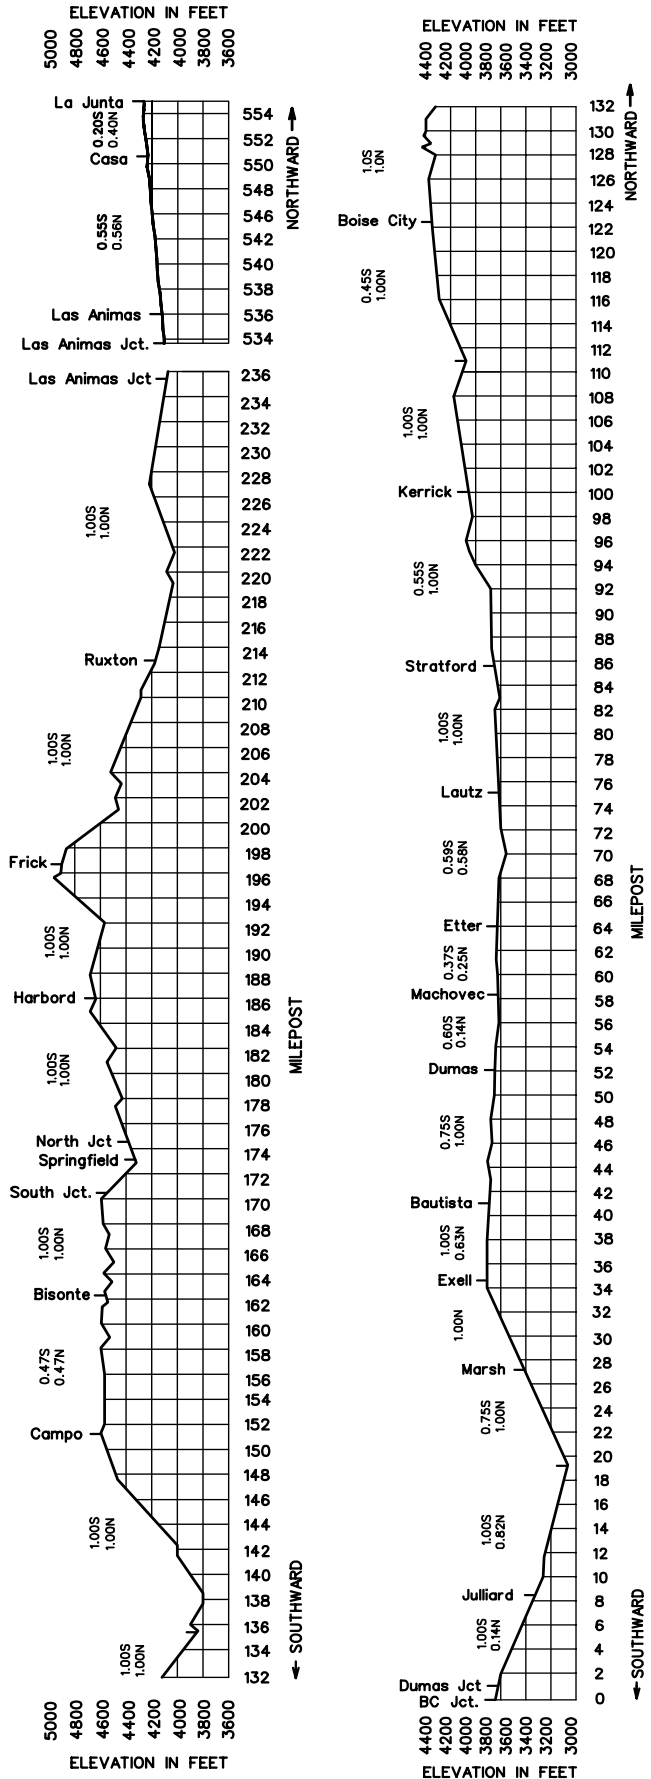 ELEVATION IN FEET
5000 4800 4600 4400 4200 4000 3800 3600
La Junta
0.20S
0.40N
Casa
0.55S
0.56N
Las Animas
Las Animas Jct.
554
552
550
548
546
544
542
540
538
536
534
NORTHWARD
Las Animas Jct
1.00S
1.00N
Ruxton
1.00S
1.00N
Frick
1.00S
1.00N
Harbord
1.00S
1.00N
North Jct
Springfield
South Jct.
1.00S
1.00N
Bisonte
0.47S
0.47N
Campo
1.00S
1.00N
1.00S
1.00N
236
234
232
230
228
226
224
222
220
218
216
214
212
210
208
206
204
202
200
198
196
194
192
190
188
186
184
182
180
178
176
174
172
170
168
166
164
162
160
158
156
154
152
150
148
146
144
142
140
138
136
134
132
MILEPOST
SOUTHWARD
5000 4800 4600 4400 4200 4000 3800 3600
ELEVATION IN FEET
ELEVATION IN FEET
4400 4200 4000 3800 3600 3400 3200 3000
1.0S
1.0N
Boise City
0.45S
1.00N
1.00S
1.00N
Kerrick
0.55S
1.00N
Stratford
1.00S
1.00N
Lautz
0.59S
0.58N
Etter
0.37S
0.25N
Machovec
0.60S
0.14N
Dumas
0.75S
1.00N
Bautista
1.00S
0.63N
Exell
1.00N
Marsh
0.75S
1.00N
1.00S
0.82N
Julliard
1.00S
0.14N
Dumas Jct
BC Jct.
132
130
128
126
124
122
120
118
116
114
112
110
108
106
104
102
100
98
96
94
92
90
88
86
84
82
80
78
76
74
72
70
68
66
64
62
60
58
56
54
52
50
48
46
44
42
40
38
36
34
32
30
28
26
24
22
20
18
16
14
12
10
8
6
4
2
0
NORTHWARD
MILEPOST
SOUTHWARD
4400 4200 4000 3800 3600 3400 3200 3000
ELEVATION IN FEET